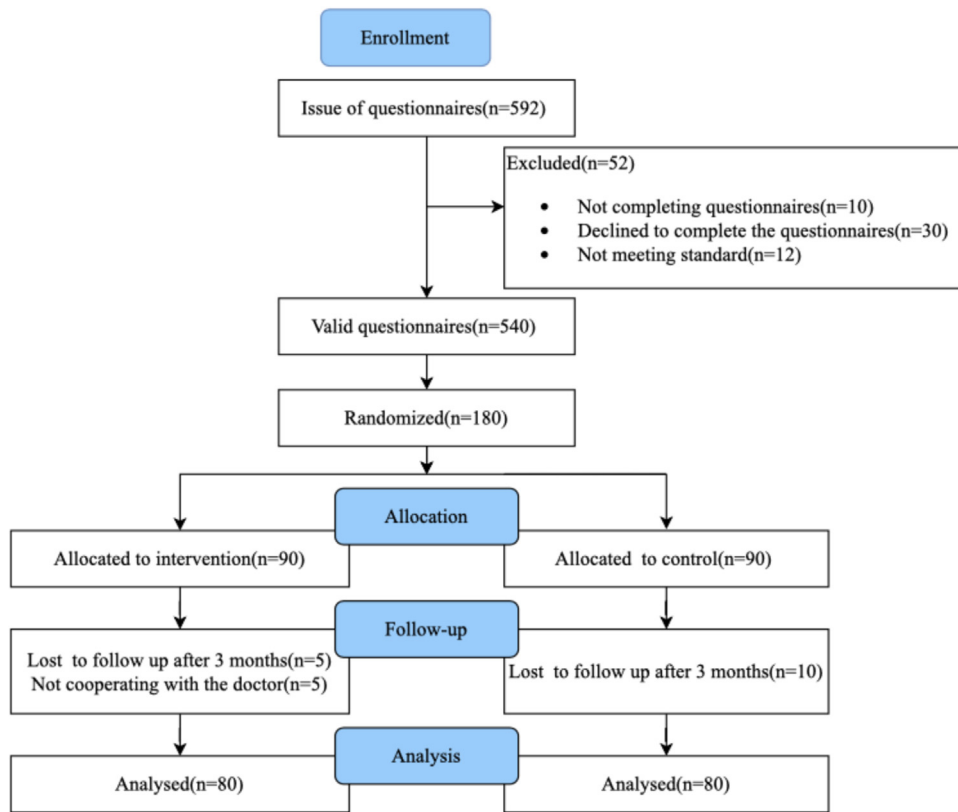 Enrollment
Issue of questionnaires(n=592)
Excluded(n=52)
• Not completing questionnaires(n=10)
• Declined to complete the questionnaires(n=30)
• Not meeting standard(n=12)
Valid questionnaires(n=540)
Randomized(n=180)
Allocation
Allocated to intervention(n=90)
Allocated to control(n=90)
Follow-up
Lost to follow up after 3 months(n=5)
Not cooperating with the doctor(n=5)
Lost to follow up after 3 months(n=10)
Analysis
Analysed(n=80)
Analysed(n=80)